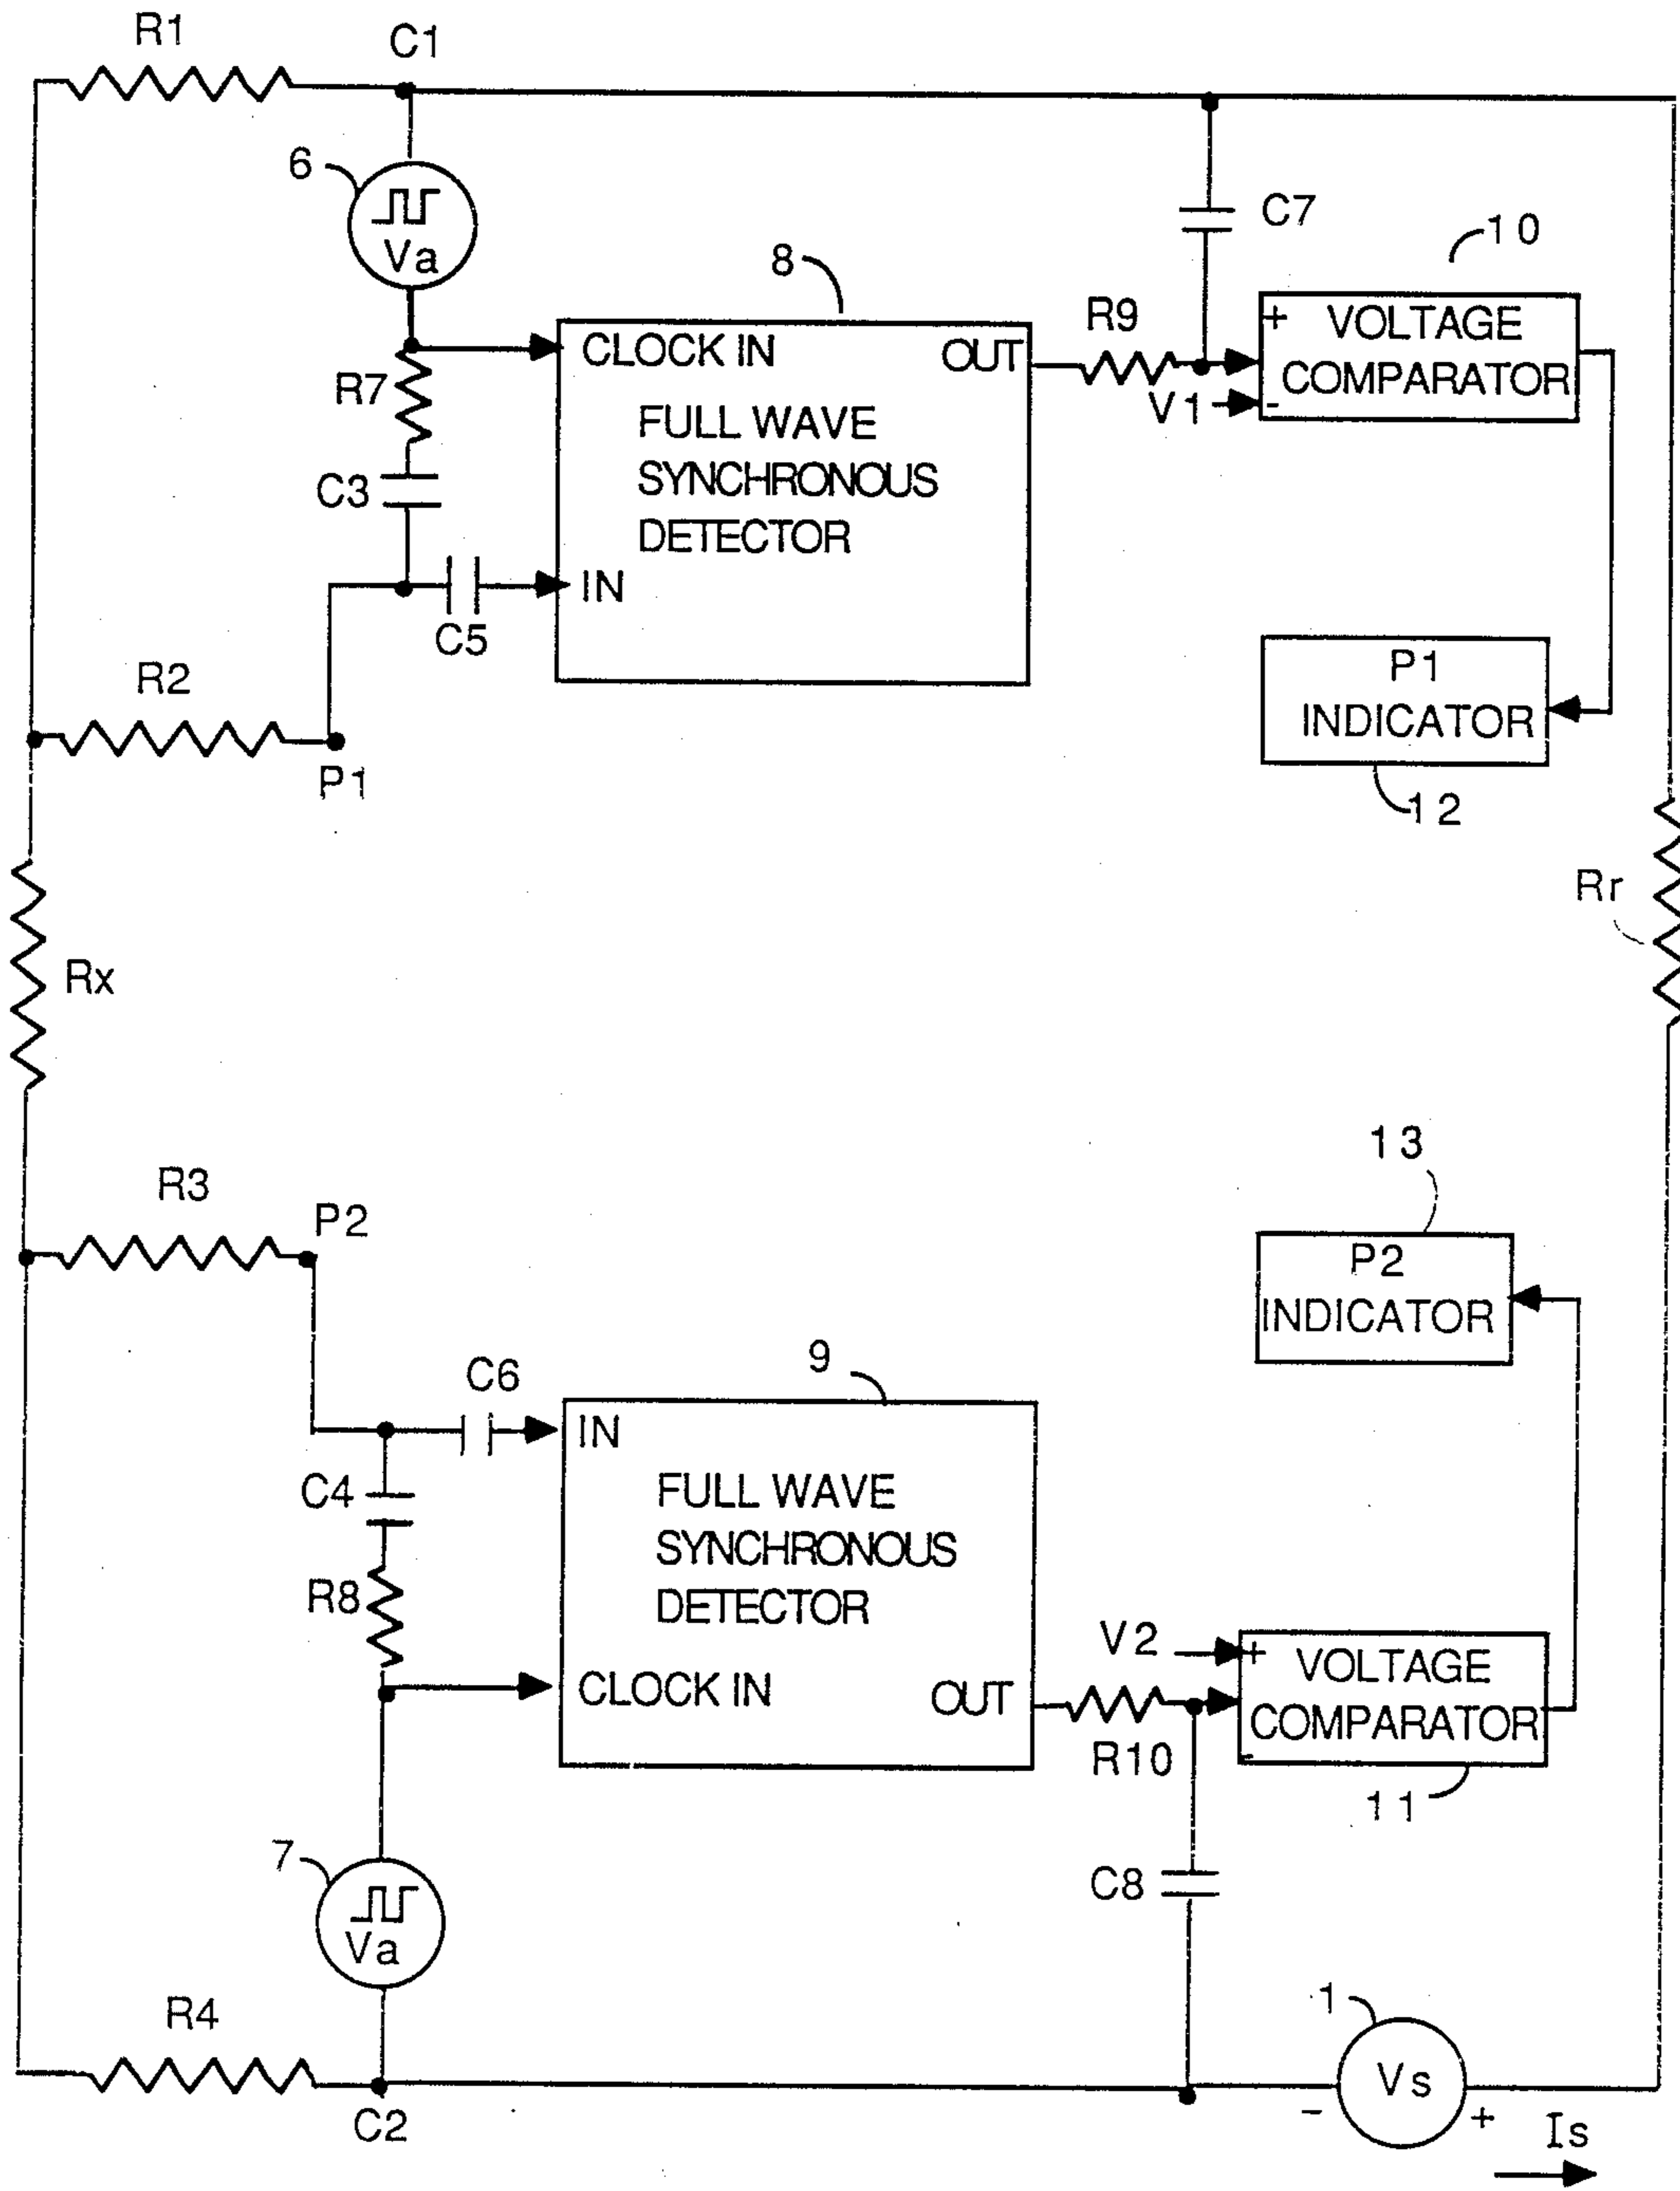 R1
C1
6
Va
C7
10
8
CLOCK IN
OUT
R9
+
VOLTAGE
COMPARATOR
V1
-
R7
FULL WAVE
SYNCHRONOUS
DETECTOR
C3
IN
C5
R2
P1
P1
INDICATOR
12
Rr
Rx
13
R3
P2
P2
INDICATOR
9
C6
IN
C4
FULL WAVE
SYNCHRONOUS
DETECTOR
R8
V2
+
VOLTAGE
COMPARATOR
-
CLOCK IN
OUT
R10
11
7
Va
C8
R4
C2
1
Vs
-
+
Is